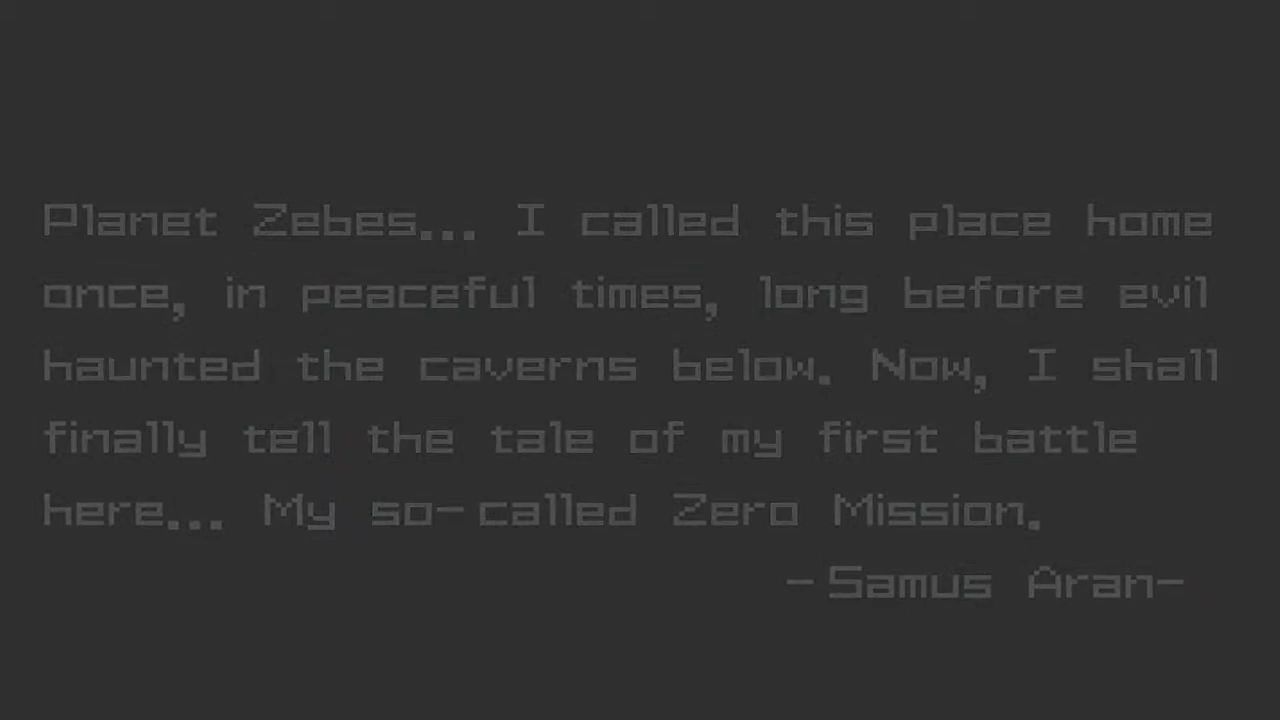 Planet Zebes... I called this place home
once, in peaceful times, long before evil
haunted the caverns below. Now, I shall
finally tell the tale of my first battle
here... My so-called Zero Mission.
-Samus Aran-